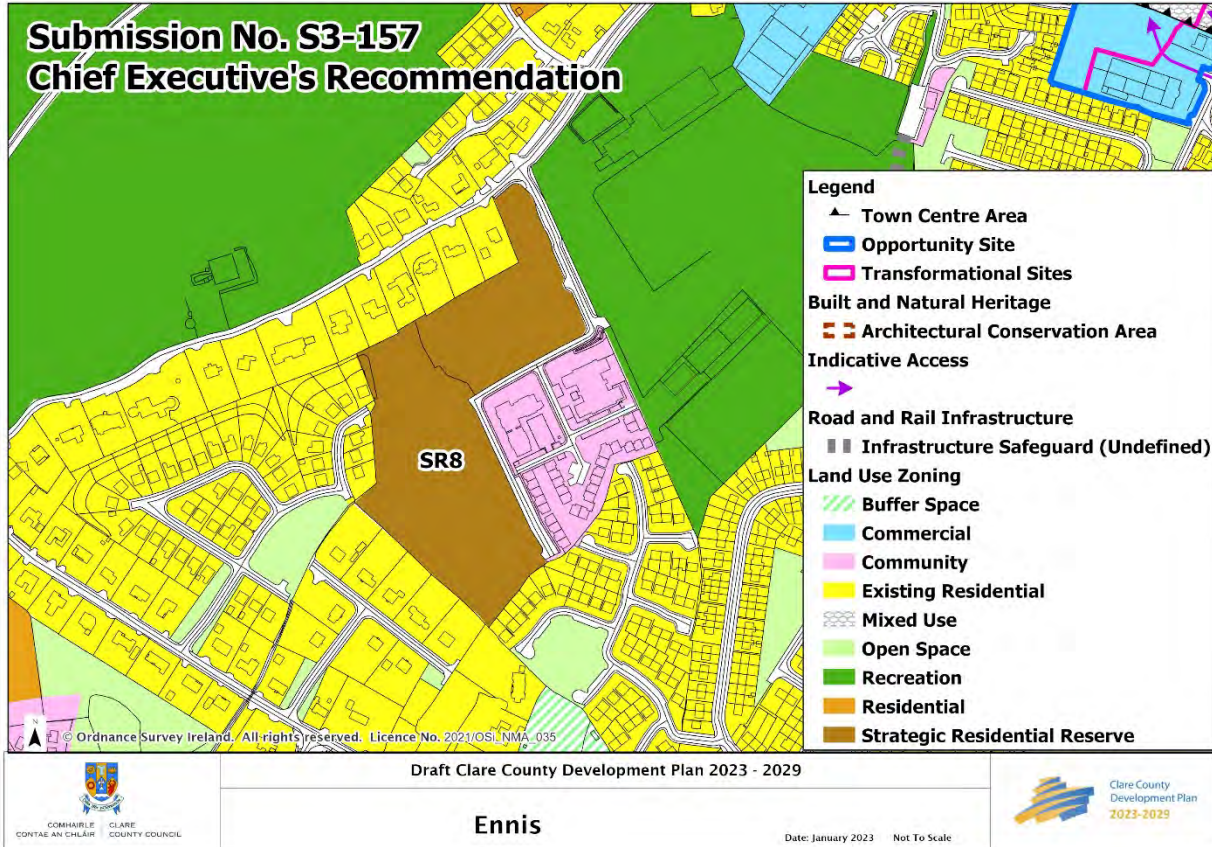 Submission No. S3-157
Chief Executive's Recommendation
SR8
Legend
Town Centre Area
Opportunity Site
Transformational Sites
Built and Natural Heritage
Architectural Conservation Area
Indicative Access
Road and Rail Infrastructure
Infrastructure Safeguard (Undefined)
Land Use Zoning
Buffer Space
Commercial
Community
Existing Residential
Mixed Use
Open Space
Recreation
Residential
Strategic Residential Reserve
N
© Ordnance Survey Ireland. All rights reserved. Licence No. 2021/OSi_NMA_035
COMHAIRLE CLARE
CONTAE AN CHLÁIR COUNTY COUNCIL
Draft Clare County Development Plan 2023 - 2029
Ennis
Date: January 2023 Not To Scale
Clare County
Development Plan
2023-2029